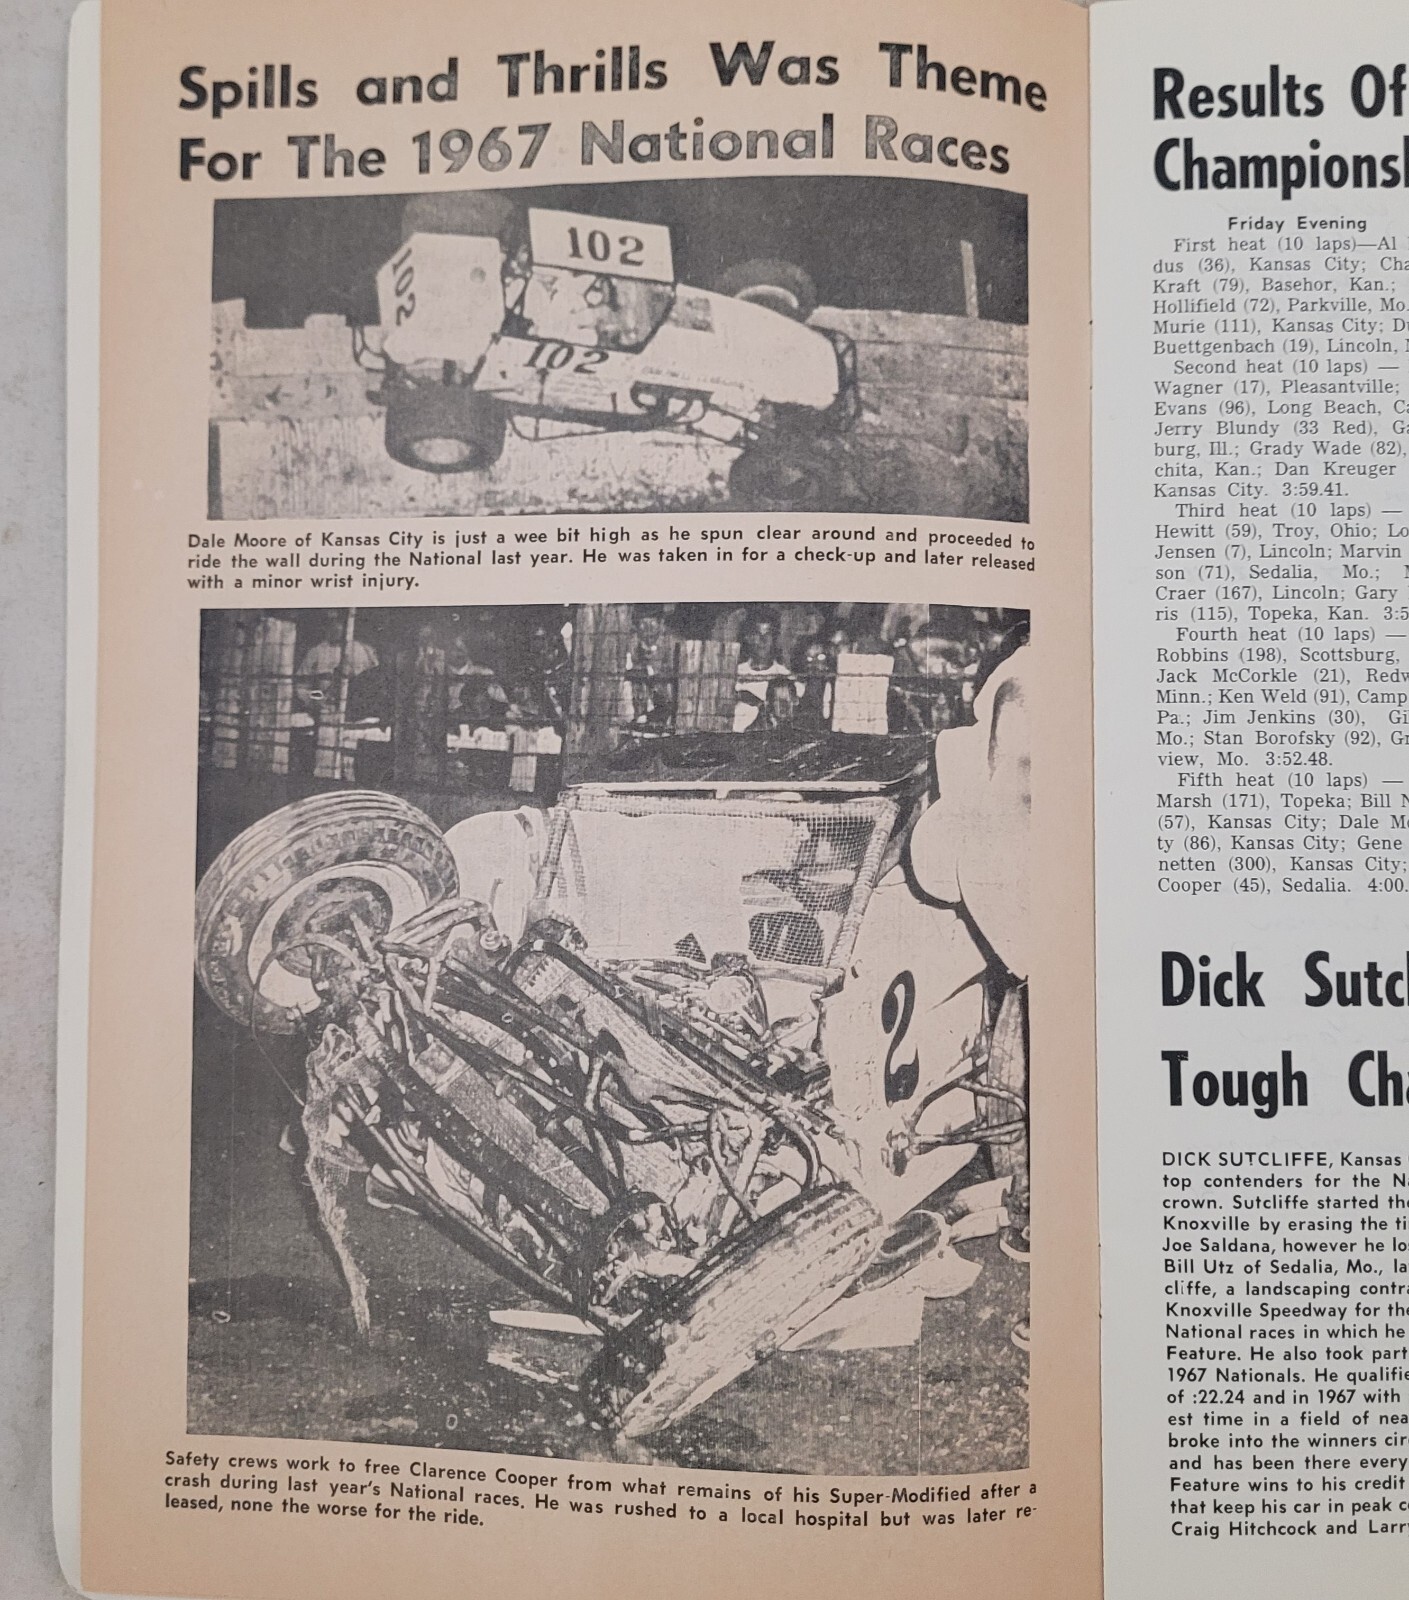 Spills and Thrills Was Theme
For The 1967 National Races
102
102
102
Dale Moore of Kansas City is just a wee bit high as he spun clear around and proceeded to
ride the wall during the National last year. He was taken in for a check-up and later released
with a minor wrist injury.
2
Safety crews work to free Clarence Cooper from what remains of his Super-Modified after a
crash during last year's National races. He was rushed to a local hospital but was later re-
leased, none the worse for the ride.
Results Of
Championsh
Friday Evening
First heat (10 laps)—Al
dus (36), Kansas City; Cha
Kraft (79), Basehor, Kan.;
Hollifield (72), Parkville, Mo.
Murie (111), Kansas City; Du
Buettgenbach (19), Lincoln,
Second heat (10 laps) —
Wagner (17), Pleasantville;
Evans (96), Long Beach, Ca
Jerry Blundy (33 Red), Ga
burg, Ill.; Grady Wade (82),
chita, Kan.; Dan Kreuger
Kansas City. 3:59.41.
Third heat (10 laps) —
Hewitt (59), Troy, Ohio; Lo
Jensen (7), Lincoln; Marvin
son (71), Sedalia, Mo.;
Craer (167), Lincoln; Gary
ris (115), Topeka, Kan. 3:5
Fourth heat (10 laps) —
Robbins (198), Scottsburg,
Jack McCorkle (21), Redw
Minn.; Ken Weld (91), Camp
Pa.; Jim Jenkins (30), Gi
Mo.; Stan Borofsky (92), Gr
view, Mo. 3:52.48.
Fifth heat (10 laps) —
Marsh (171), Topeka; Bill N
(57), Kansas City; Dale Mc
ty (86), Kansas City; Gene
netten (300), Kansas City;
Cooper (45), Sedalia. 4:00.
Dick Sutcl
Tough Cha
DICK SUTCLIFFE, Kansas
top contenders for the Na
crown. Sutcliffe started the
Knoxville by erasing the ti
Joe Saldana, however he los
Bill Utz of Sedalia, Mo., la
cliffe, a landscaping contra
Knoxville Speedway for the
National races in which he
Feature. He also took part
1967 Nationals. He qualifie
of :22.24 and in 1967 with
est time in a field of nea
broke into the winners circ
and has been there every
Feature wins to his credit
that keep his car in peak co
Craig Hitchcock and Larr